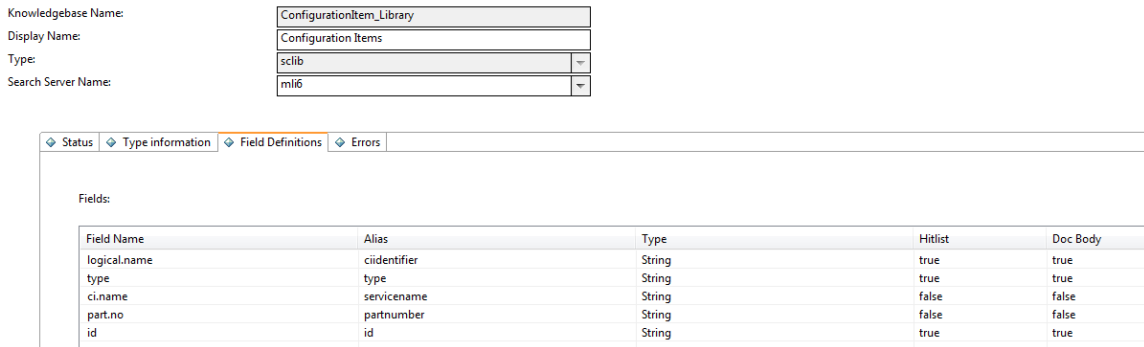 Knowledgebase Name: ConfigurationItem_Library
Display Name: Configuration Items
Type: sclib
Search Server Name: mli6
Status Type information Field Definitions Errors
Fields:
Field Name Alias Type Hitlist Doc Body
logical.name ciidentifier String true true
type type String true true
ci.name servicename String false false
part.no partnumber String false false
id id String true true